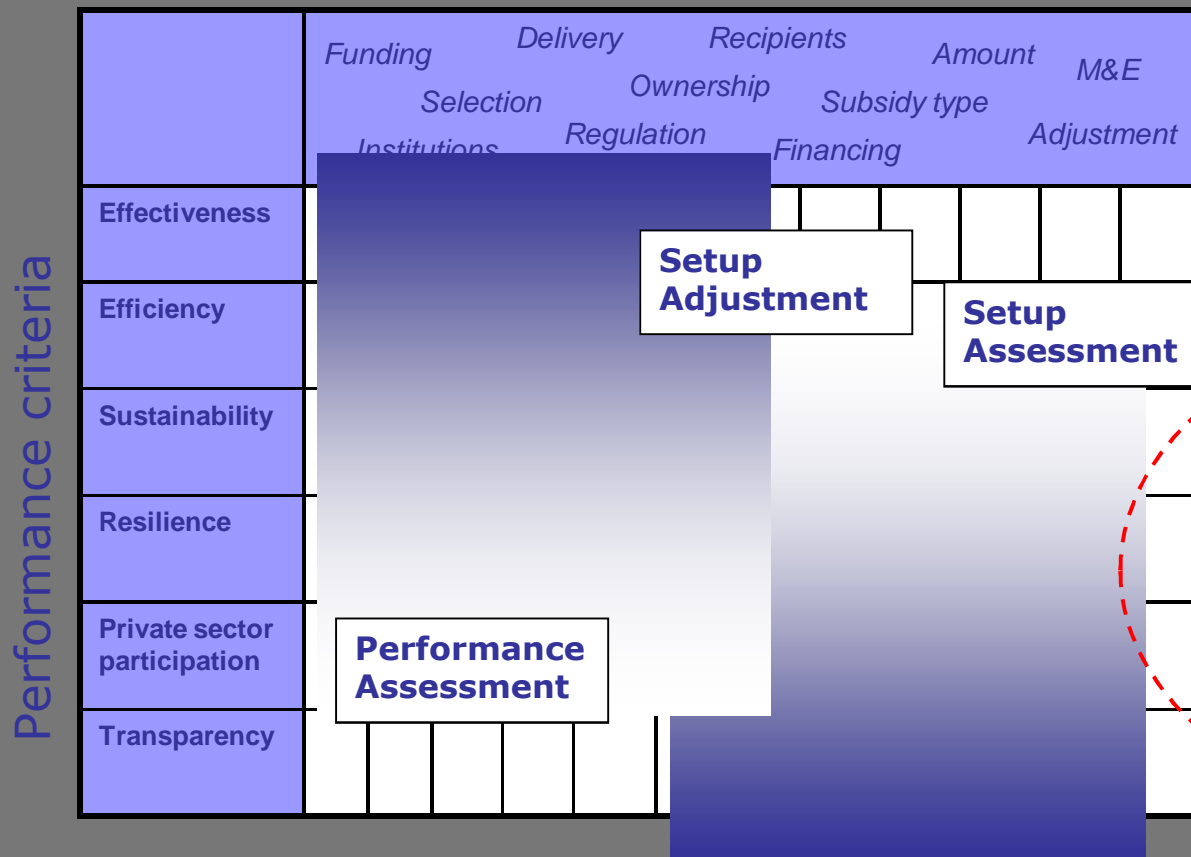 Funding
Delivery
Recipients
Amount
M&E
Selection
Ownership
Subsidy type
Institutions
Regulation
Financing
Adjustment
Performance criteria
Effectiveness
Efficiency
Sustainability
Resilience
Private sector
participation
Transparency
Setup
Adjustment
Setup
Assessment
Performance
Assessment